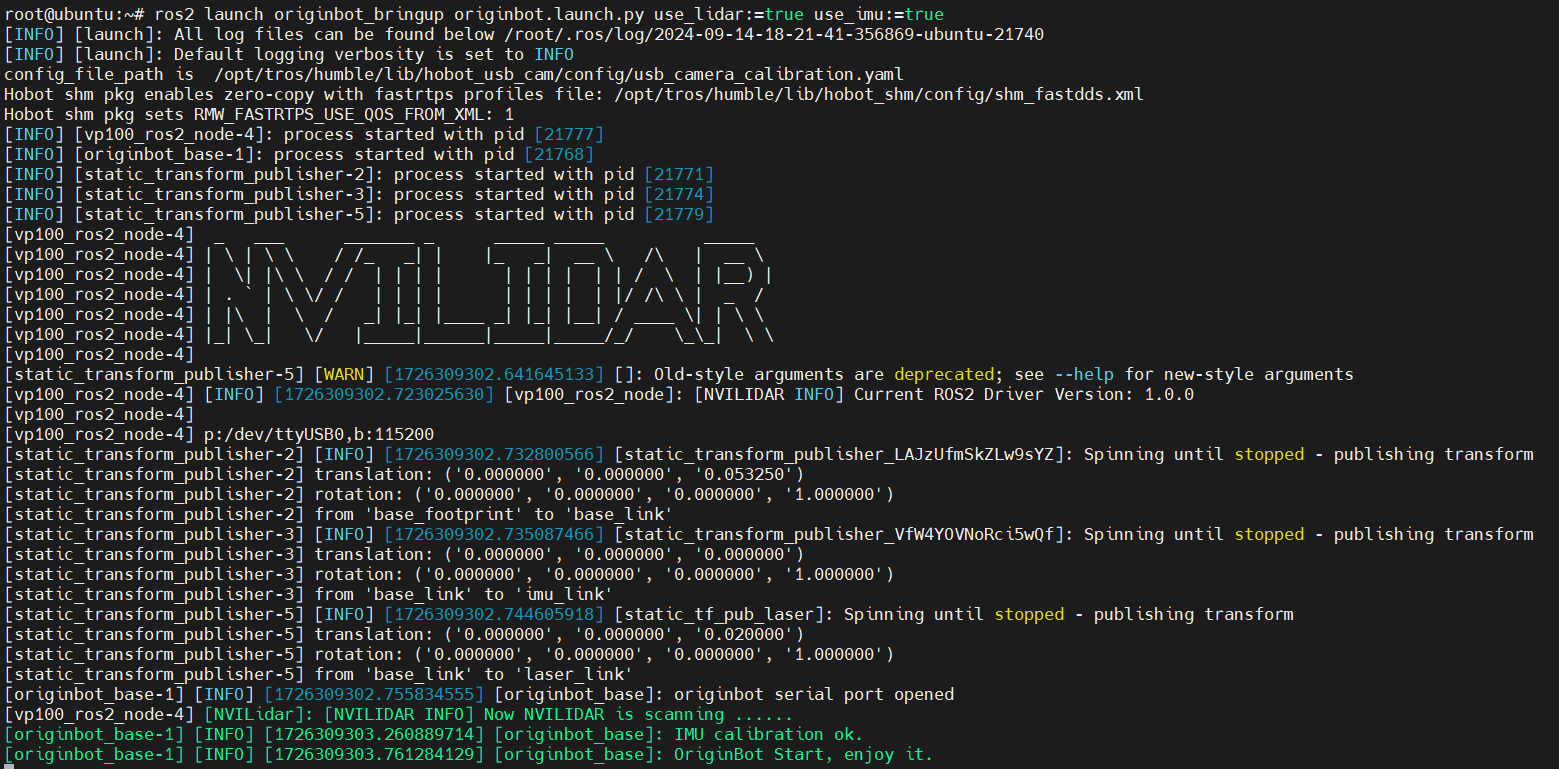 root@ubuntu:~# ros2 launch originbot_bringup originbot.launch.py use_lidar:=true use_imu:=true
[INFO] [launch]: All log files can be found below /root/.ros/log/2024-09-14-18-21-41-356869-ubuntu-21740
[INFO] [launch]: Default logging verbosity is set to INFO
config_file_path is  /opt/tros/humble/lib/hobot_usb_cam/config/usb_camera_calibration.yaml
Hobot shm pkg enables zero-copy with fastrtps profiles file: /opt/tros/humble/lib/hobot_shm/config/shm_fastdds.xml
Hobot shm pkg sets RMW_FASTRTPS_USE_QOS_FROM_XML: 1
[INFO] [vp100_ros2_node-4]: process started with pid [21777]
[INFO] [originbot_base-1]: process started with pid [21768]
[INFO] [static_transform_publisher-2]: process started with pid [21771]
[INFO] [static_transform_publisher-3]: process started with pid [21774]
[INFO] [static_transform_publisher-5]: process started with pid [21779]
[vp100_ros2_node-4]  _   ___      _______ _      _____ _____          _____
[vp100_ros2_node-4] | \ | \ \    / /_   _| |    |_   _|  __ \   /\   |  __ \
[vp100_ros2_node-4] |  \| |\ \  / /  | | | |      | | | |  | | /  \  | |__) |
[vp100_ros2_node-4] | . ` | \ \/ /   | | | |      | | | |  | |/ /\ \ |  _  /
[vp100_ros2_node-4] | |\  |  \  /   _| |_| |____ _| |_| |__| / ____ \| | \ \
[vp100_ros2_node-4] |_| \_|   \/   |_____|______|_____|_____/_/    \_\_|  \ \
[vp100_ros2_node-4]
[static_transform_publisher-5] [WARN] [1726309302.641645133] []: Old-style arguments are deprecated; see --help for new-style arguments
[vp100_ros2_node-4] [INFO] [1726309302.723025630] [vp100_ros2_node]: [NVILIDAR INFO] Current ROS2 Driver Version: 1.0.0
[vp100_ros2_node-4]
[vp100_ros2_node-4] p:/dev/ttyUSB0,b:115200
[static_transform_publisher-2] [INFO] [1726309302.732800566] [static_transform_publisher_LAJzUfmSkZLw9sYZ]: Spinning until stopped - publishing transform
[static_transform_publisher-2] translation: ('0.000000', '0.000000', '0.053250')
[static_transform_publisher-2] rotation: ('0.000000', '0.000000', '0.000000', '1.000000')
[static_transform_publisher-2] from 'base_footprint' to 'base_link'
[static_transform_publisher-3] [INFO] [1726309302.735087466] [static_transform_publisher_VfW4YOVNoRci5wQf]: Spinning until stopped - publishing transform
[static_transform_publisher-3] translation: ('0.000000', '0.000000', '0.000000')
[static_transform_publisher-3] rotation: ('0.000000', '0.000000', '0.000000', '1.000000')
[static_transform_publisher-3] from 'base_link' to 'imu_link'
[static_transform_publisher-5] [INFO] [1726309302.744605918] [static_tf_pub_laser]: Spinning until stopped - publishing transform
[static_transform_publisher-5] translation: ('0.000000', '0.000000', '0.020000')
[static_transform_publisher-5] rotation: ('0.000000', '0.000000', '0.000000', '1.000000')
[static_transform_publisher-5] from 'base_link' to 'laser_link'
[originbot_base-1] [INFO] [1726309302.755834555] [originbot_base]: originbot serial port opened
[vp100_ros2_node-4] [NVILidar]: [NVILIDAR INFO] Now NVILIDAR is scanning ......
[originbot_base-1] [INFO] [1726309303.260889714] [originbot_base]: IMU calibration ok.
[originbot_base-1] [INFO] [1726309303.761284129] [originbot_base]: OriginBot Start, enjoy it.